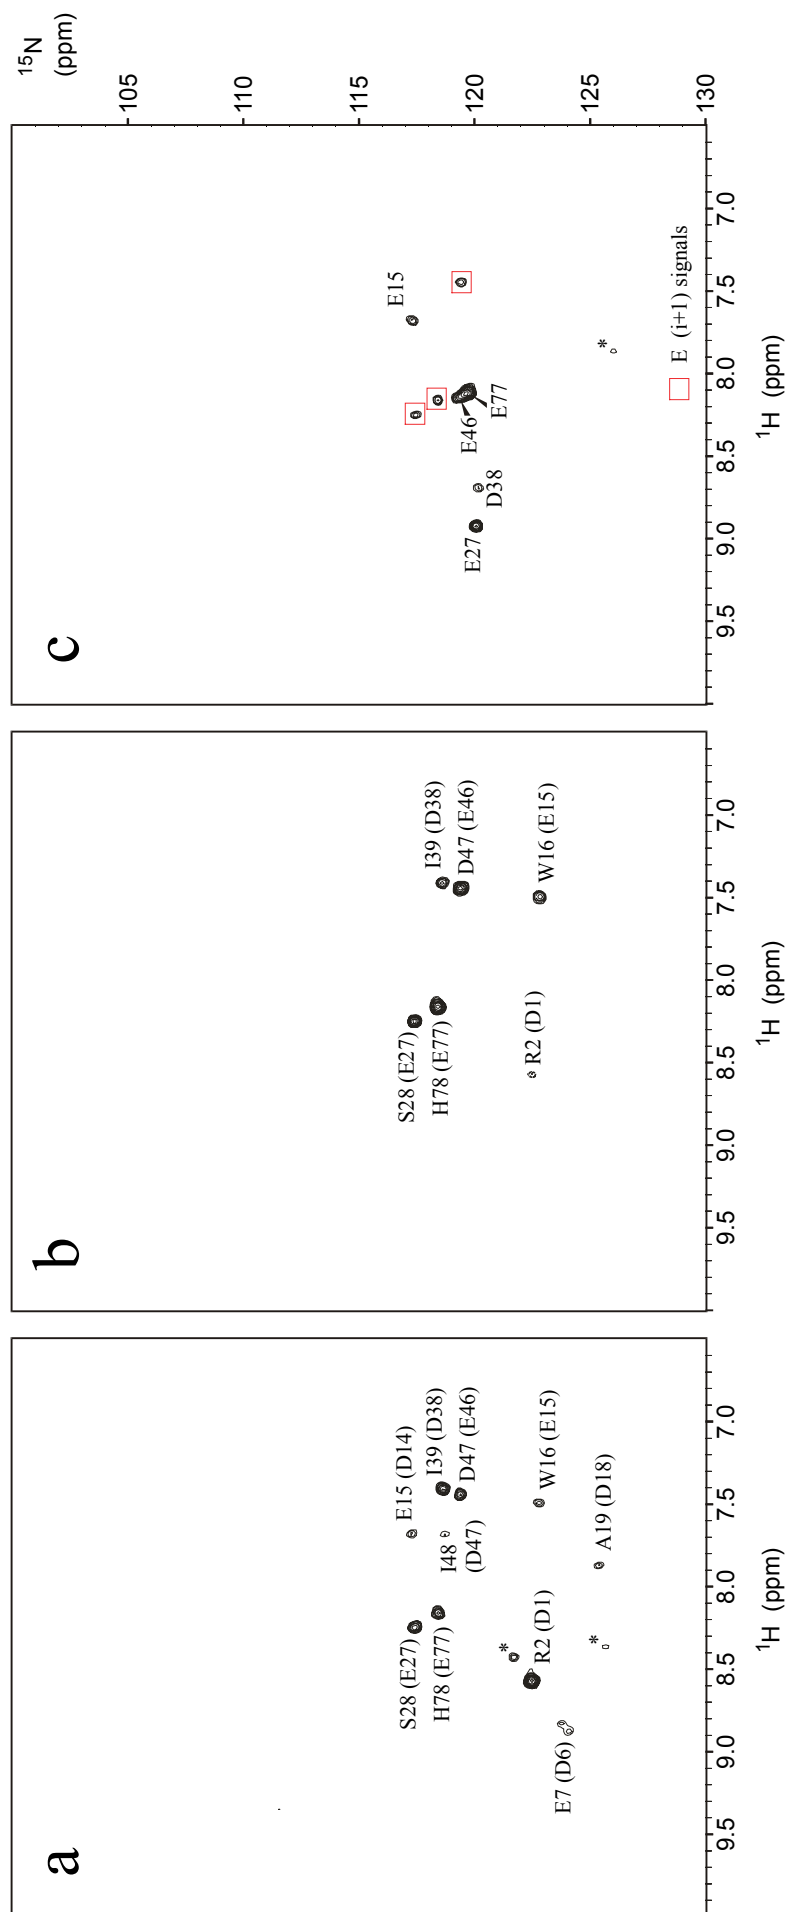 a
E15 (D14)
I39 (D38)
D47 (E46)
I48
(D47)
S28 (E27)
H78 (E77)
W16 (E15)
A19 (D18)
*
*
R2 (D1)
E7 (D6)
9.5 9.0 8.5 8.0 7.5 7.0
¹H (ppm)
b
I39 (D38)
D47 (E46)
S28 (E27)
H78 (E77)
W16 (E15)
R2 (D1)
9.5 9.0 8.5 8.0 7.5 7.0
¹H (ppm)
c
E15
E46
E77
D38
E27
*
E (i+1) signals
9.5 9.0 8.5 8.0 7.5 7.0
¹H (ppm)
¹⁵N
(ppm)
105
110
115
120
125
130